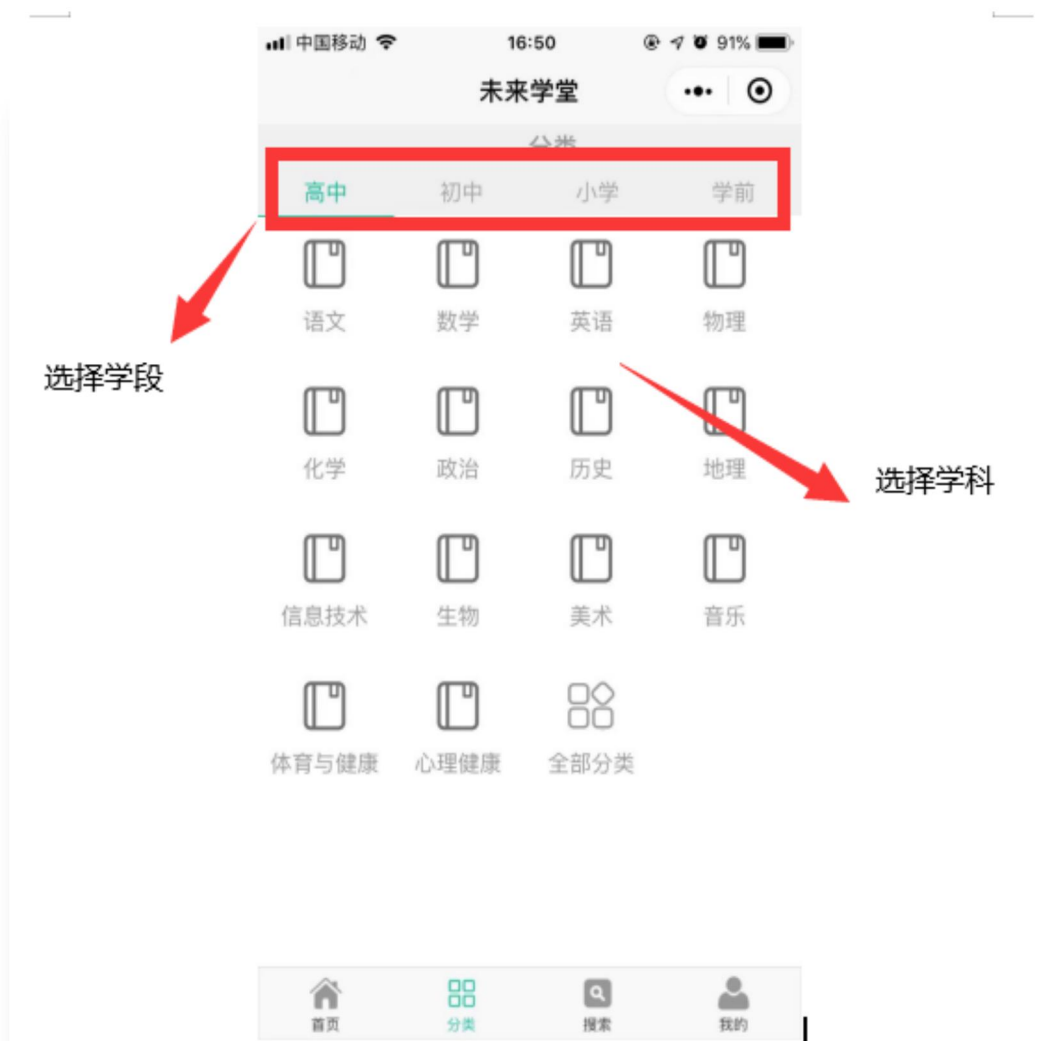 中国移动 16:50 91%
未来学堂
分类
高中 初中 小学 学前
语文 数学 英语 物理
选择学段
化学 政治 历史 地理
选择学科
信息技术 生物 美术 音乐
体育与健康 心理健康 全部分类
首页 分类 搜索 我的